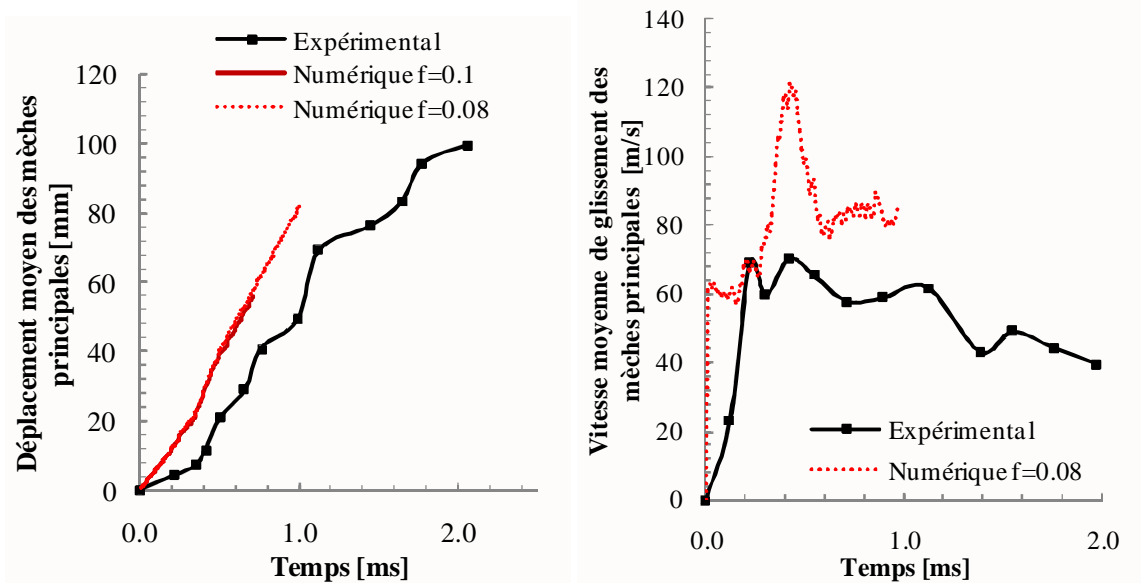 Expérimental
Numérique f=0.1
Numérique f=0.08
Déplacement moyen des mèches
principales [mm]
120
100
80
60
40
20
0
0.0
1.0
2.0
Temps [ms]
Vitesse moyenne de glissement des
mèches principales [m/s]
140
120
100
80
60
40
20
0
Expérimental
Numérique f=0.08
0.0
1.0
2.0
Temps [ms]